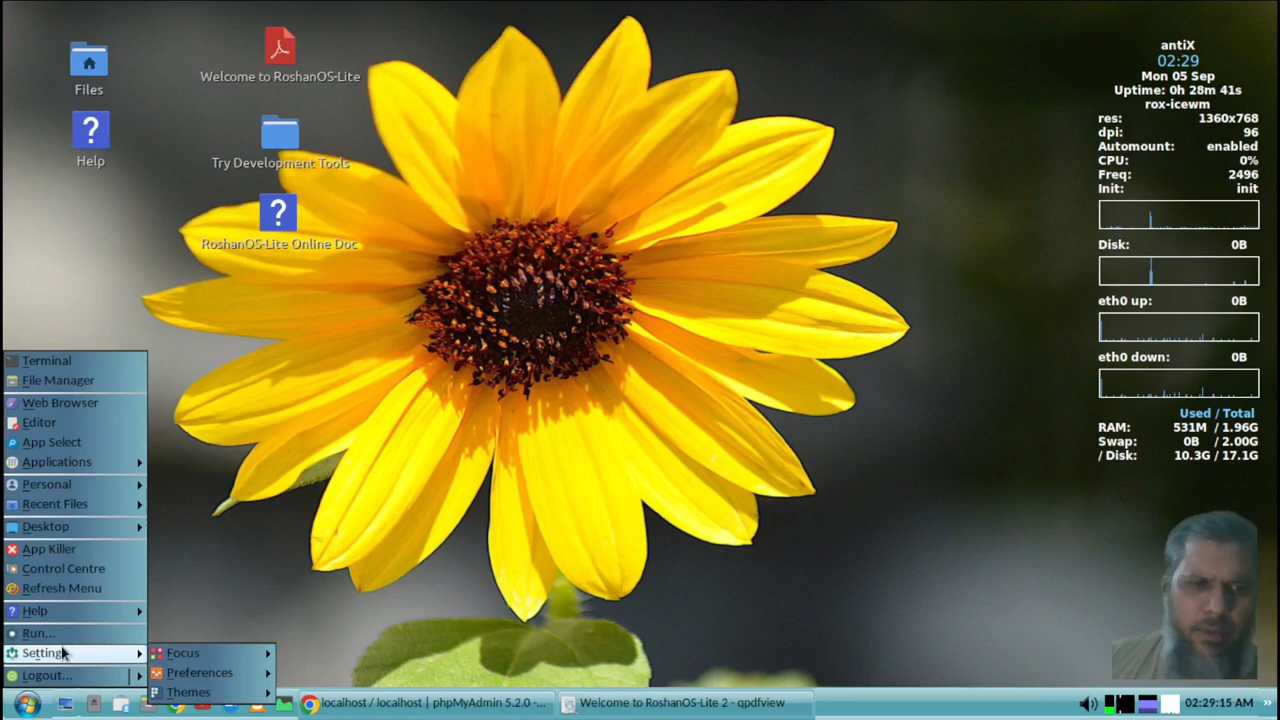 Files
Help
Welcome to RoshanOS-Lite
Try Development Tools
RoshanOS-Lite Online Doc
antiX
02:29
Mon 05 Sep
Uptime: 0h 28m 41s
rox-icewm
res: 1360x768
dpi: 96
Automount: enabled
CPU: 0%
Freq: 2496
Init: init
Disk: 0B
eth0 up: 0B
eth0 down: 0B
Used / Total
RAM: 531M / 1.96G
Swap: 0B / 2.00G
/ Disk: 10.3G / 17.1G
Terminal
File Manager
Web Browser
Editor
App Select
Applications
Personal
Recent Files
Desktop
App Killer
Control Centre
Refresh Menu
Help
Run...
Setting
Logout...
Focus
Preferences
Themes
localhost / localhost | phpMyAdmin 5.2.0 -...
Welcome to RoshanOS-Lite 2 - qpdfview
02:29:15 AM